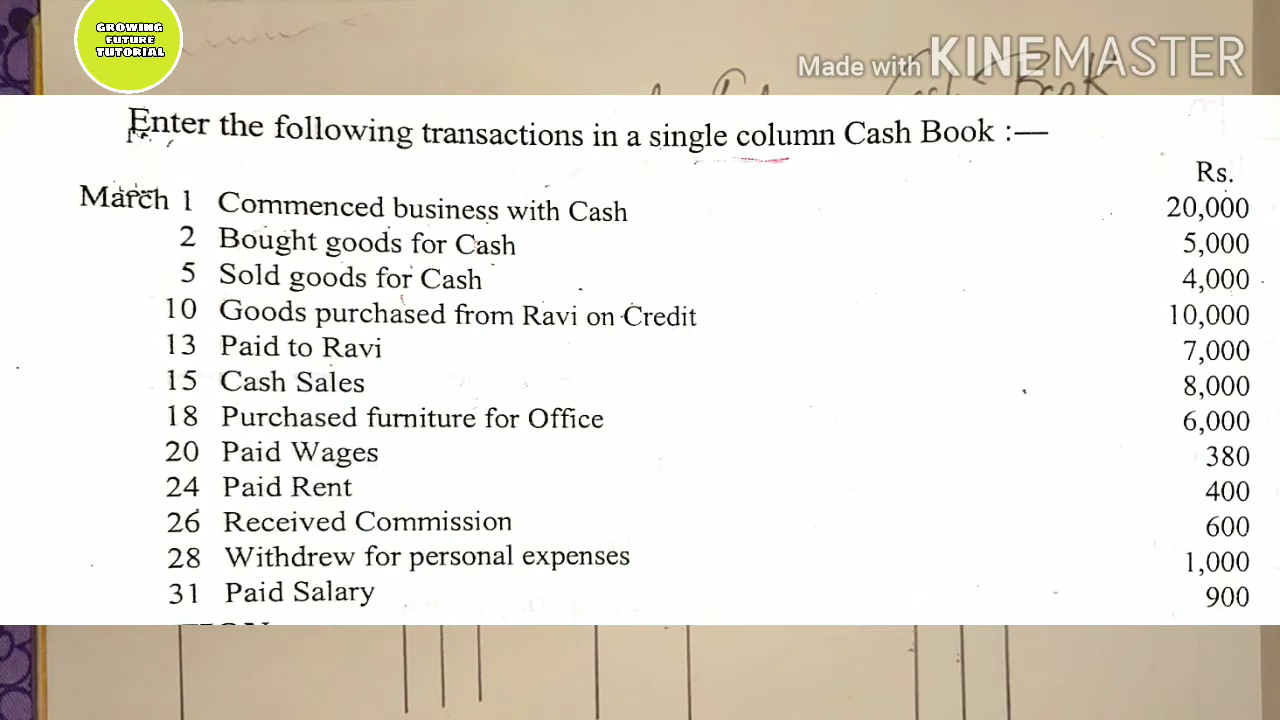 GROWING
FUTURE
TUTORIAL
Made with KINEMASTER
Cash Book
Enter the following transactions in a single column Cash Book :—
Rs.
March 1 Commenced business with Cash 20,000
2 Bought goods for Cash 5,000
5 Sold goods for Cash 4,000
10 Goods purchased from Ravi on Credit 10,000
13 Paid to Ravi 7,000
15 Cash Sales 8,000
18 Purchased furniture for Office 6,000
20 Paid Wages 380
24 Paid Rent 400
26 Received Commission 600
28 Withdrew for personal expenses 1,000
31 Paid Salary 900